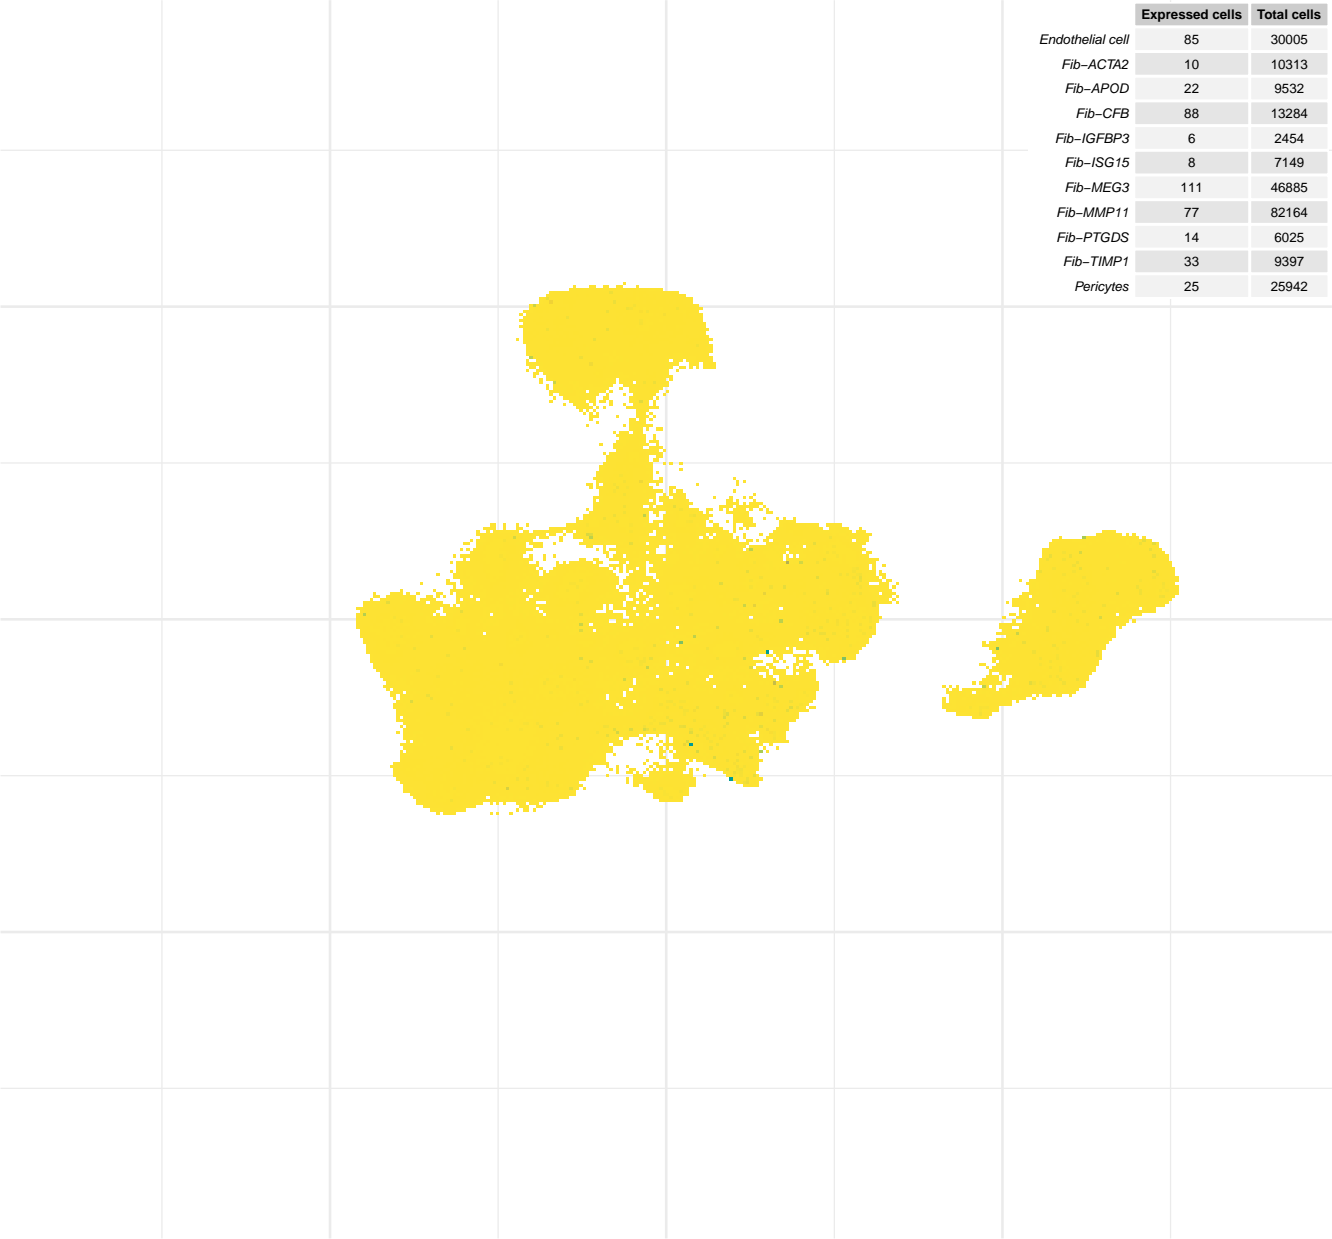 Expressed cells Total cells
Endothelial cell 85 30005
Fib−ACTA2 10 10313
Fib−APOD 22 9532
Fib−CFB 88 13284
Fib−IGFBP3 6 2454
Fib−ISG15 8 7149
Fib−MEG3 111 46885
Fib−MMP11 77 82164
Fib−PTGDS 14 6025
Fib−TIMP1 33 9397
Pericytes 25 25942